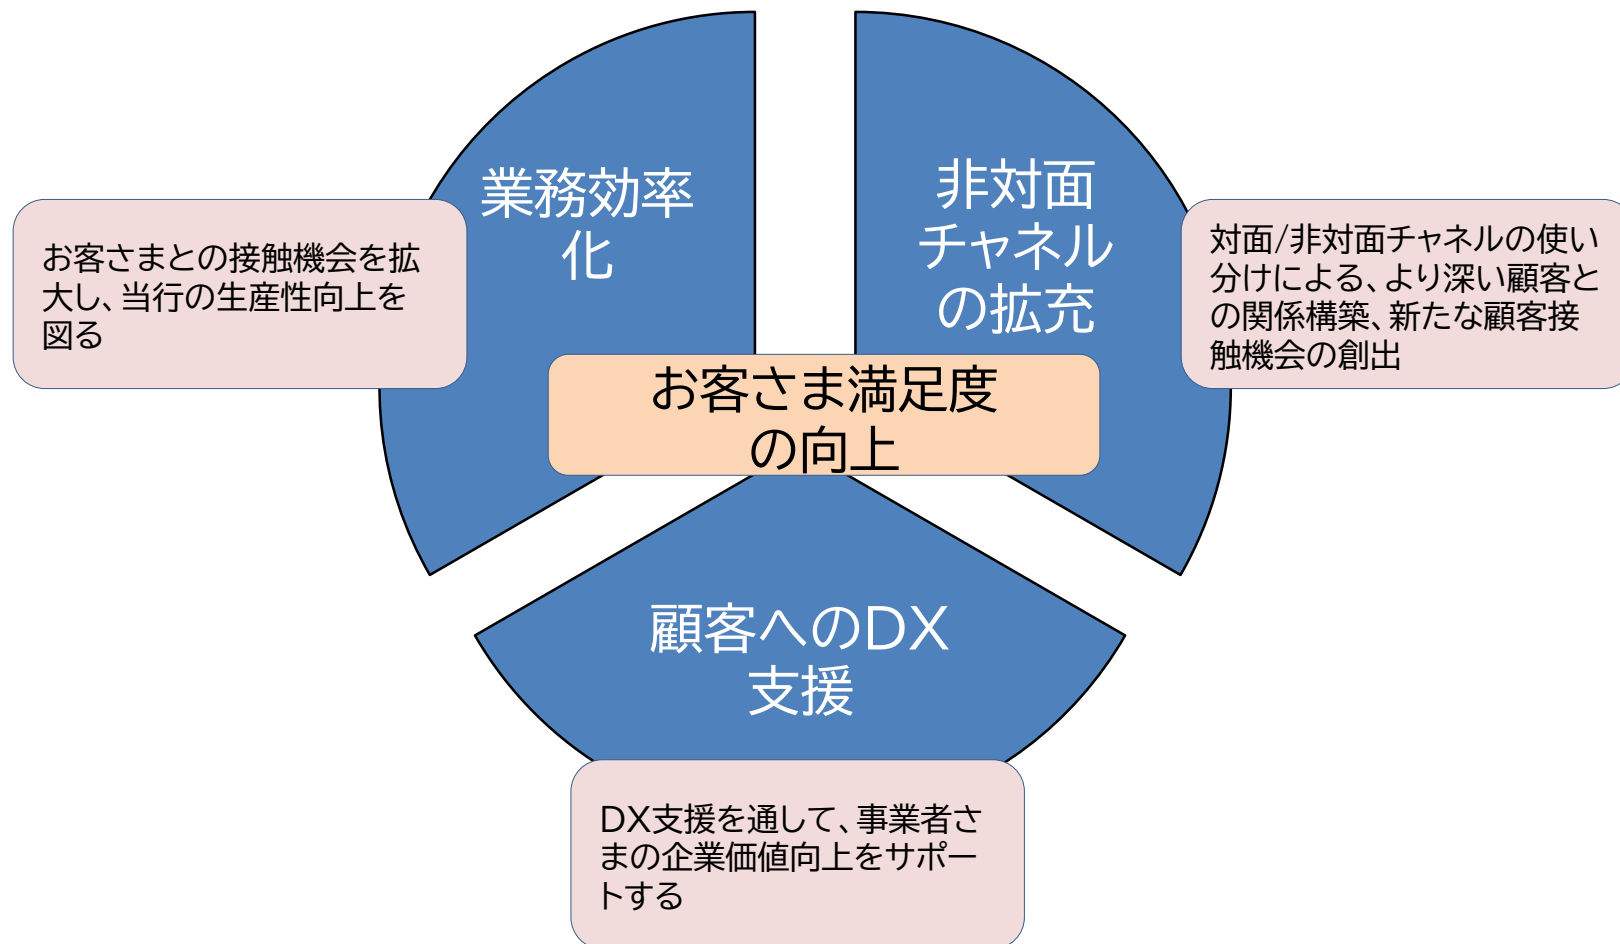 業務効率
化
お客さまとの接触機会を拡
大し、当行の生産性向上を
図る
非対面
チャネル
の拡充
対面/非対面チャネルの使い
分けによる、より深い顧客と
の関係構築、新たな顧客接
触機会の創出
お客さま満足度
の向上
顧客へのDX
支援
DX支援を通して、事業者さ
まの企業価値向上をサポー
トする